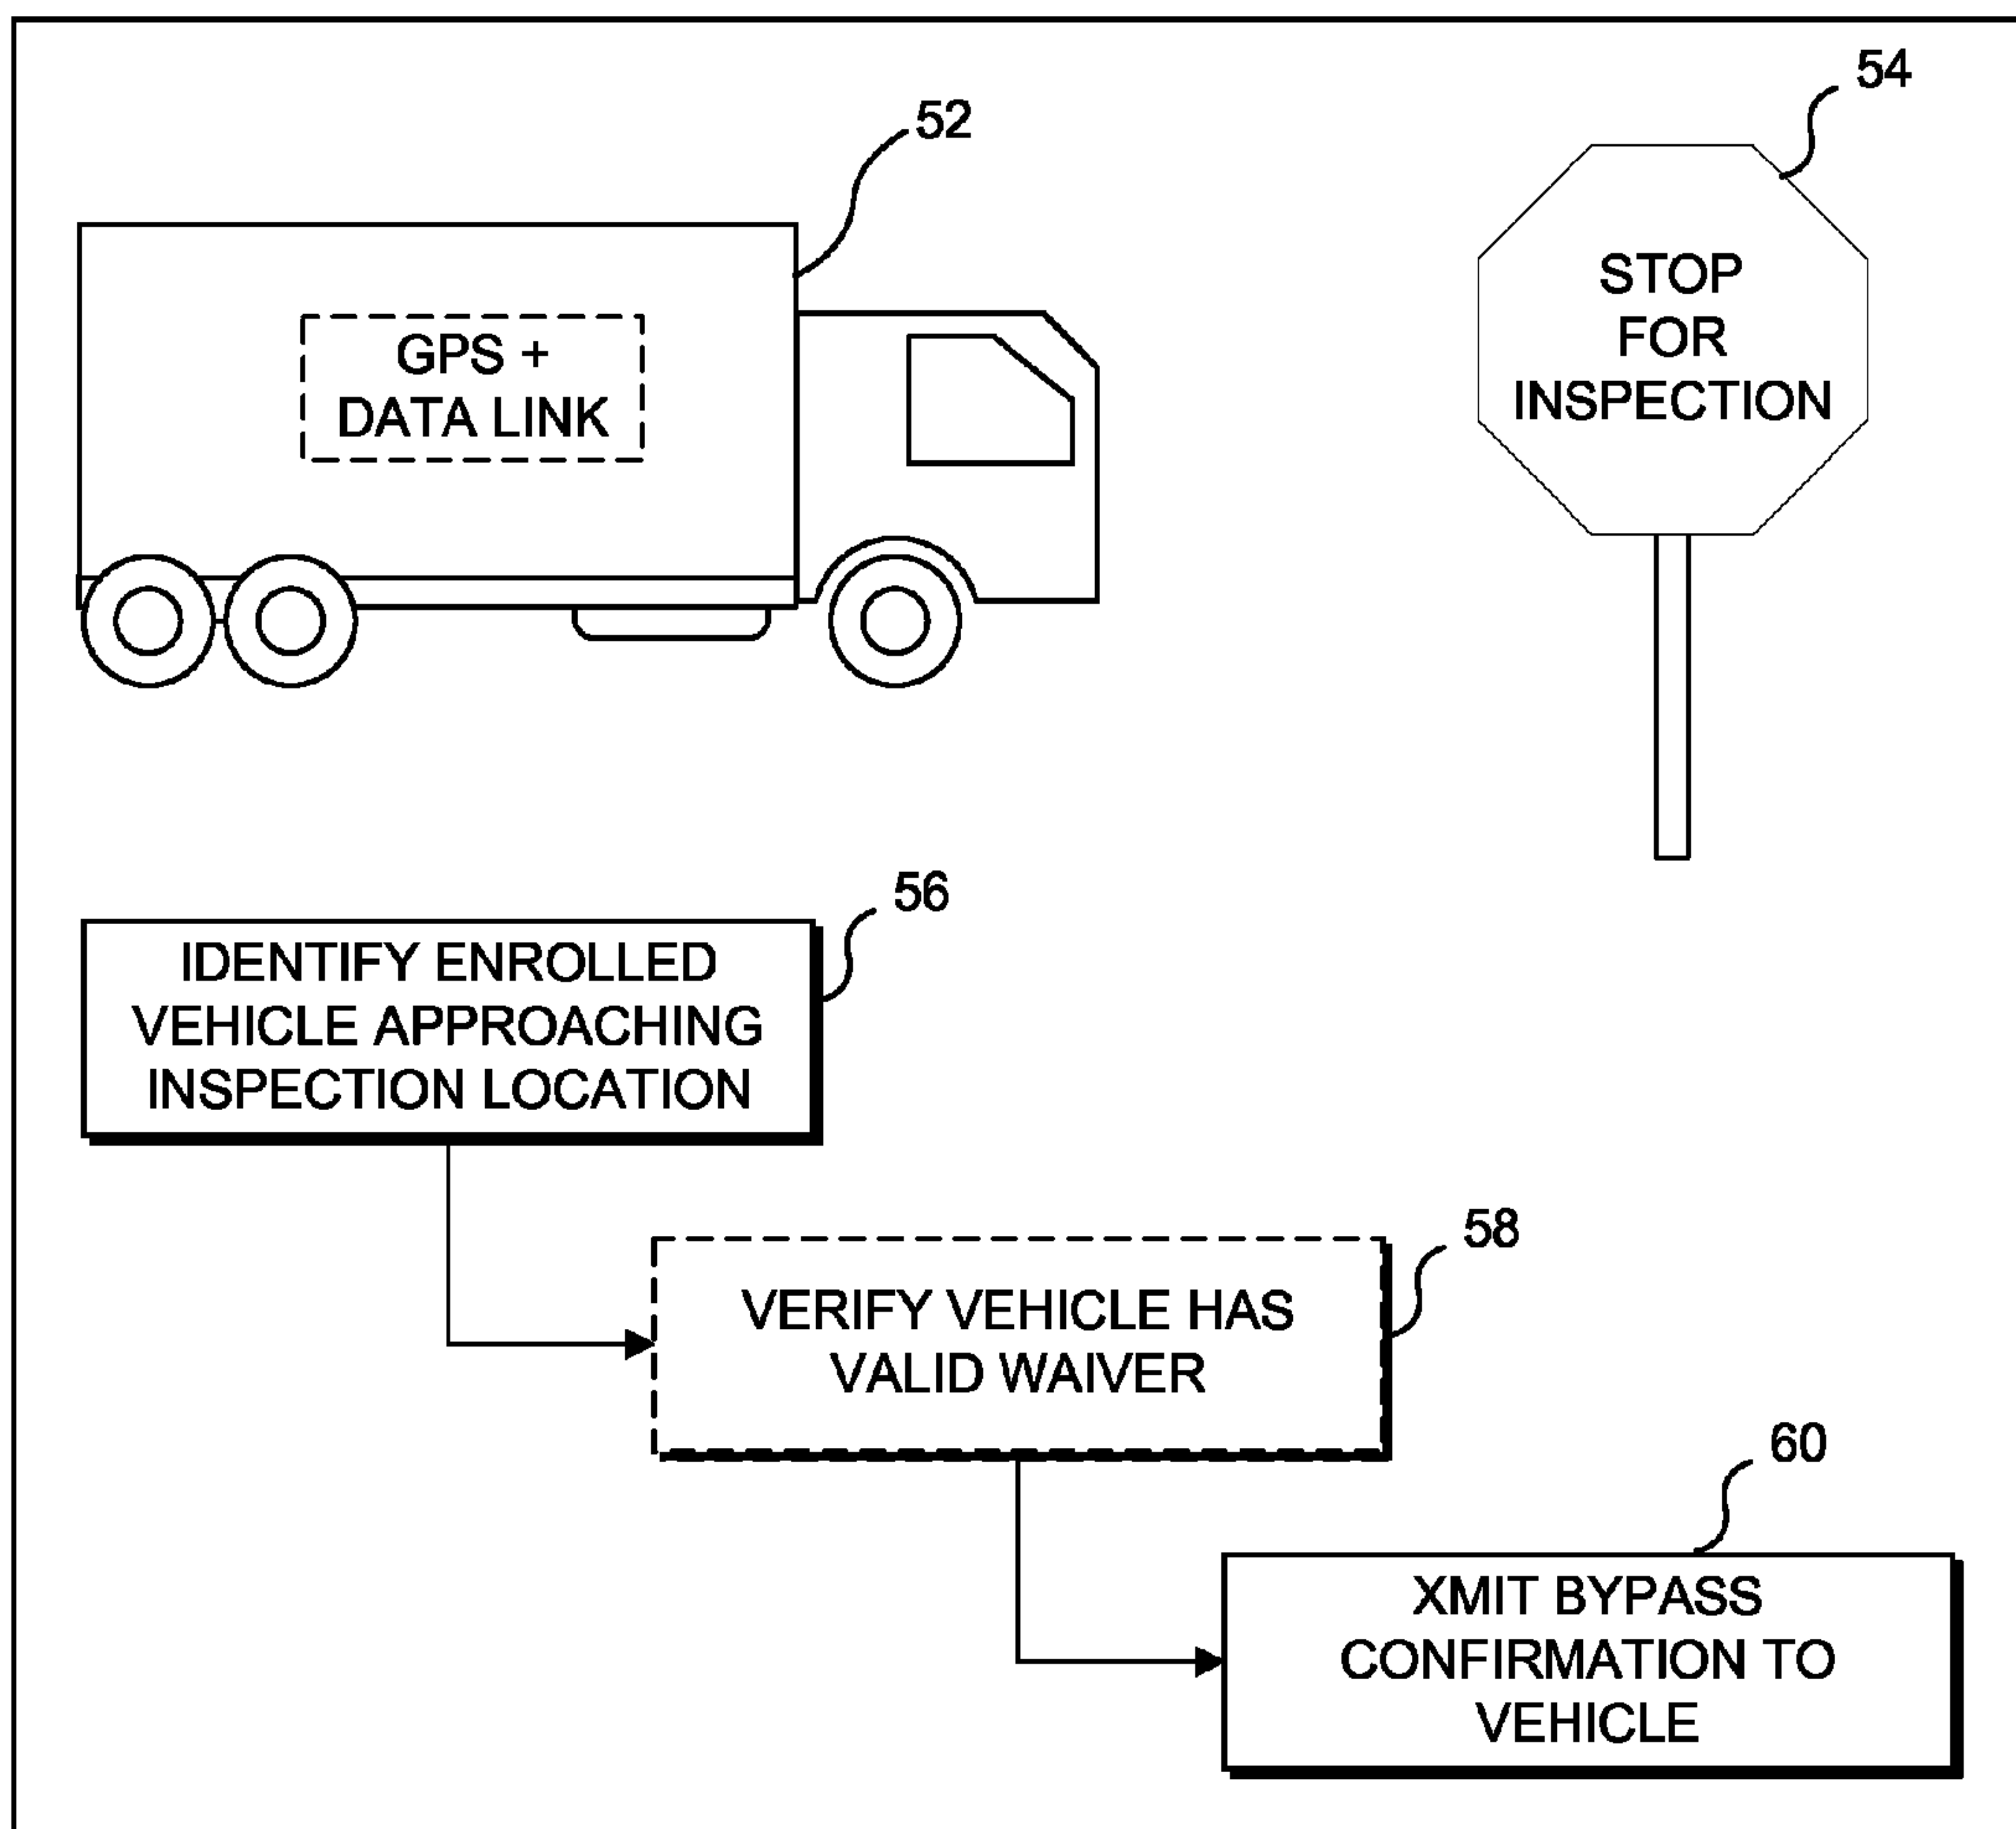 52
54
GPS +
DATA LINK
STOP
FOR
INSPECTION
56
IDENTIFY ENROLLED
VEHICLE APPROACHING
INSPECTION LOCATION
58
VERIFY VEHICLE HAS
VALID WAIVER
60
XMIT BYPASS
CONFIRMATION TO
VEHICLE